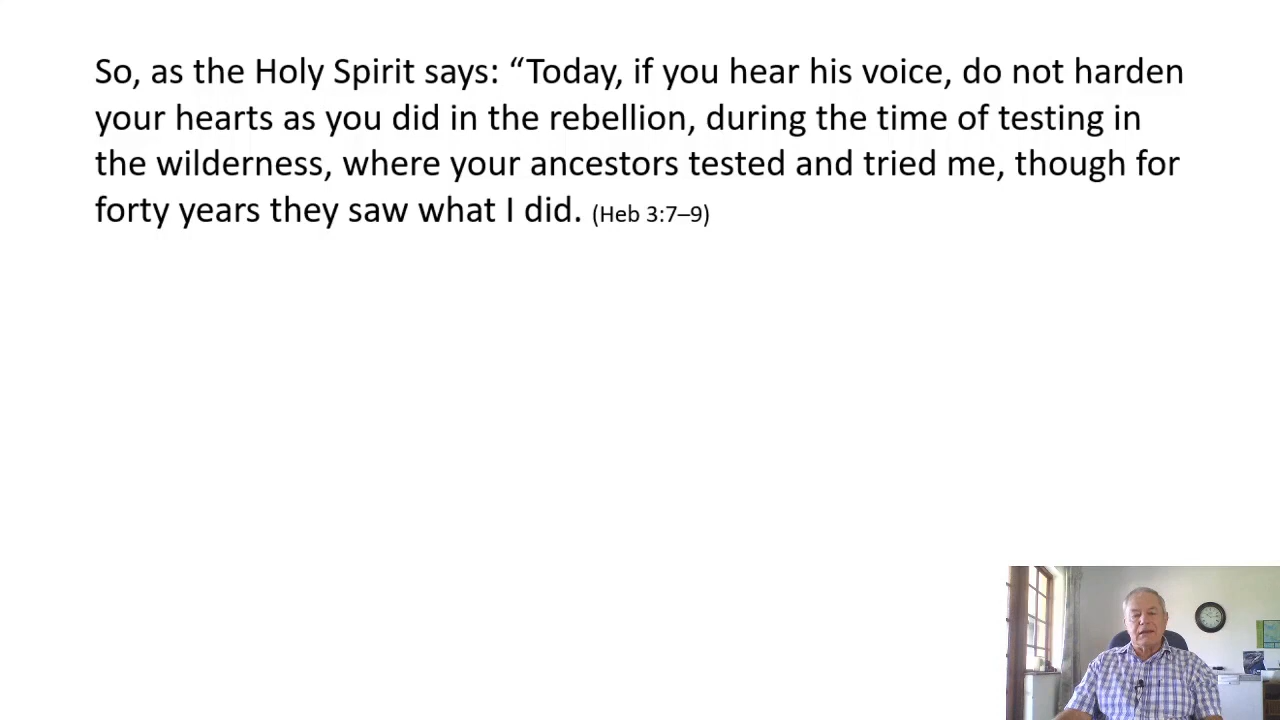 So, as the Holy Spirit says: “Today, if you hear his voice, do not harden
your hearts as you did in the rebellion, during the time of testing in
the wilderness, where your ancestors tested and tried me, though for
forty years they saw what I did. (Heb 3:7–9)